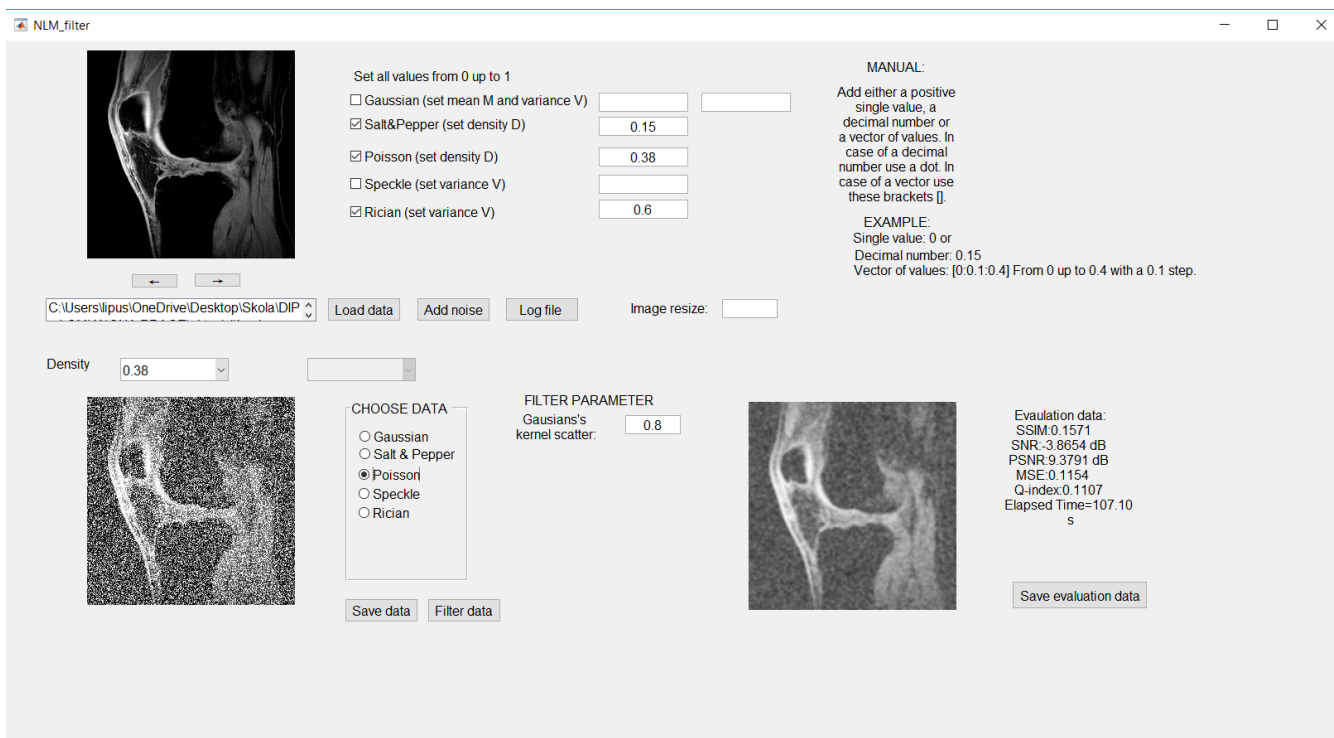 NLM_filter
Set all values from 0 up to 1
Gaussian (set mean M and variance V)
Salt&Pepper (set density D)
0.15
Poisson (set density D)
0.38
Speckle (set variance V)
Rician (set variance V)
0.6
MANUAL:
Add either a positive
single value, a
decimal number or
a vector of values. In
case of a decimal
number use a dot. In
case of a vector use
these brackets [].
EXAMPLE:
Single value: 0 or
Decimal number: 0.15
Vector of values: [0:0.1:0.4] From 0 up to 0.4 with a 0.1 step.
← →
C:\Users\lipus\OneDrive\Desktop\Skola\DIP
Load data
Add noise
Log file
Image resize:
Density
0.38
CHOOSE DATA
Gaussian
Salt & Pepper
Poisson
Speckle
Rician
Save data
Filter data
FILTER PARAMETER
Gausians's
kernel scatter:
0.8
Evaulation data:
SSIM:0.1571
SNR:-3.8654 dB
PSNR:9.3791 dB
MSE:0.1154
Q-index:0.1107
Elapsed Time=107.10
s
Save evaluation data